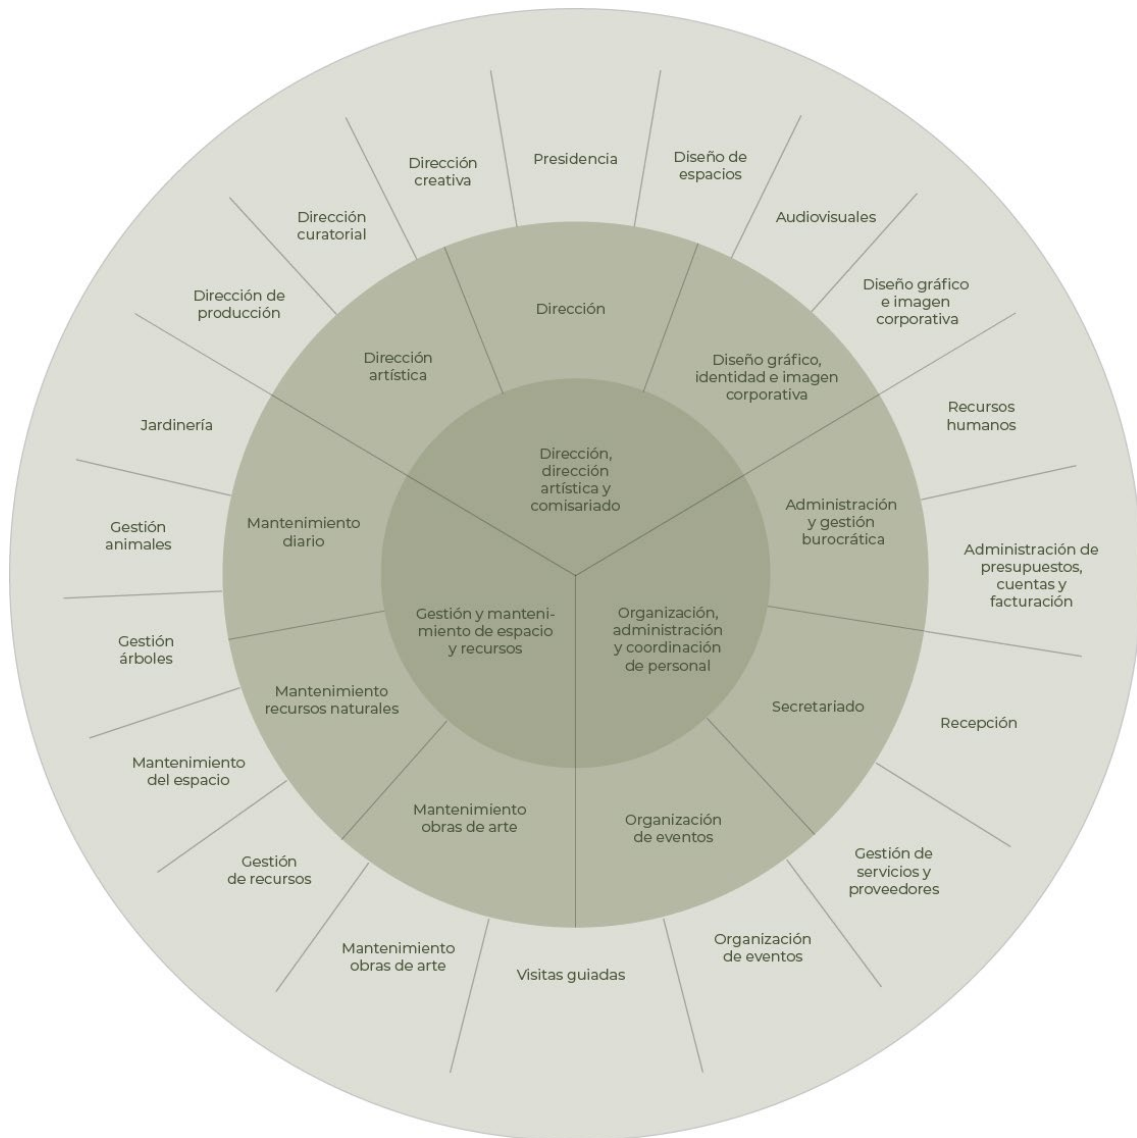 Presidencia
Diseño de
espacios
Audiovisuales
Diseño gráfico
e imagen
corporativa
Recursos
humanos
Administración de
presupuestos,
cuentas y
facturación
Recepción
Gestión de
servicios y
proveedores
Organización
de eventos
Visitas guiadas
Mantenimiento
obras de arte
Gestión
de recursos
Mantenimiento
del espacio
Gestión
árboles
Gestión
animales
Jardinería
Dirección de
producción
Dirección
curatorial
Dirección
creativa
Dirección
Diseño gráfico,
identidad e imagen
corporativa
Administración
y gestión
burocrática
Secretariado
Organización
de eventos
Mantenimiento
obras de arte
Mantenimiento
recursos naturales
Mantenimiento
diario
Dirección
artística
Dirección,
dirección
artística y
comisariado
Organización,
administración
y coordinación
de personal
Gestión y manteni-
miento de espacio
y recursos